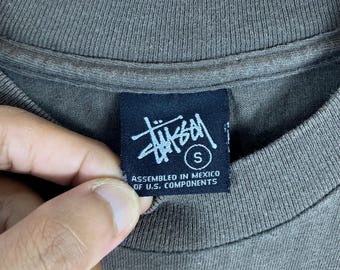 Stüssy
S
ASSEMBLED IN MEXICO
OF U.S. COMPONENTS